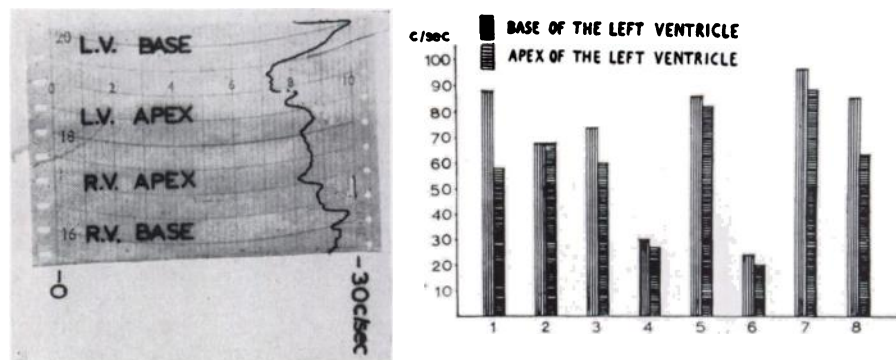 20
L.V. BASE
0 2 4 6 8 10
L.V. APEX
18
R.V. APEX
R.V. BASE
16
-0
-30c/sec
c/sec
BASE OF THE LEFT VENTRICLE
APEX OF THE LEFT VENTRICLE
100
90
80
70
60
50
40
30
20
10
1 2 3 4 5 6 7 8